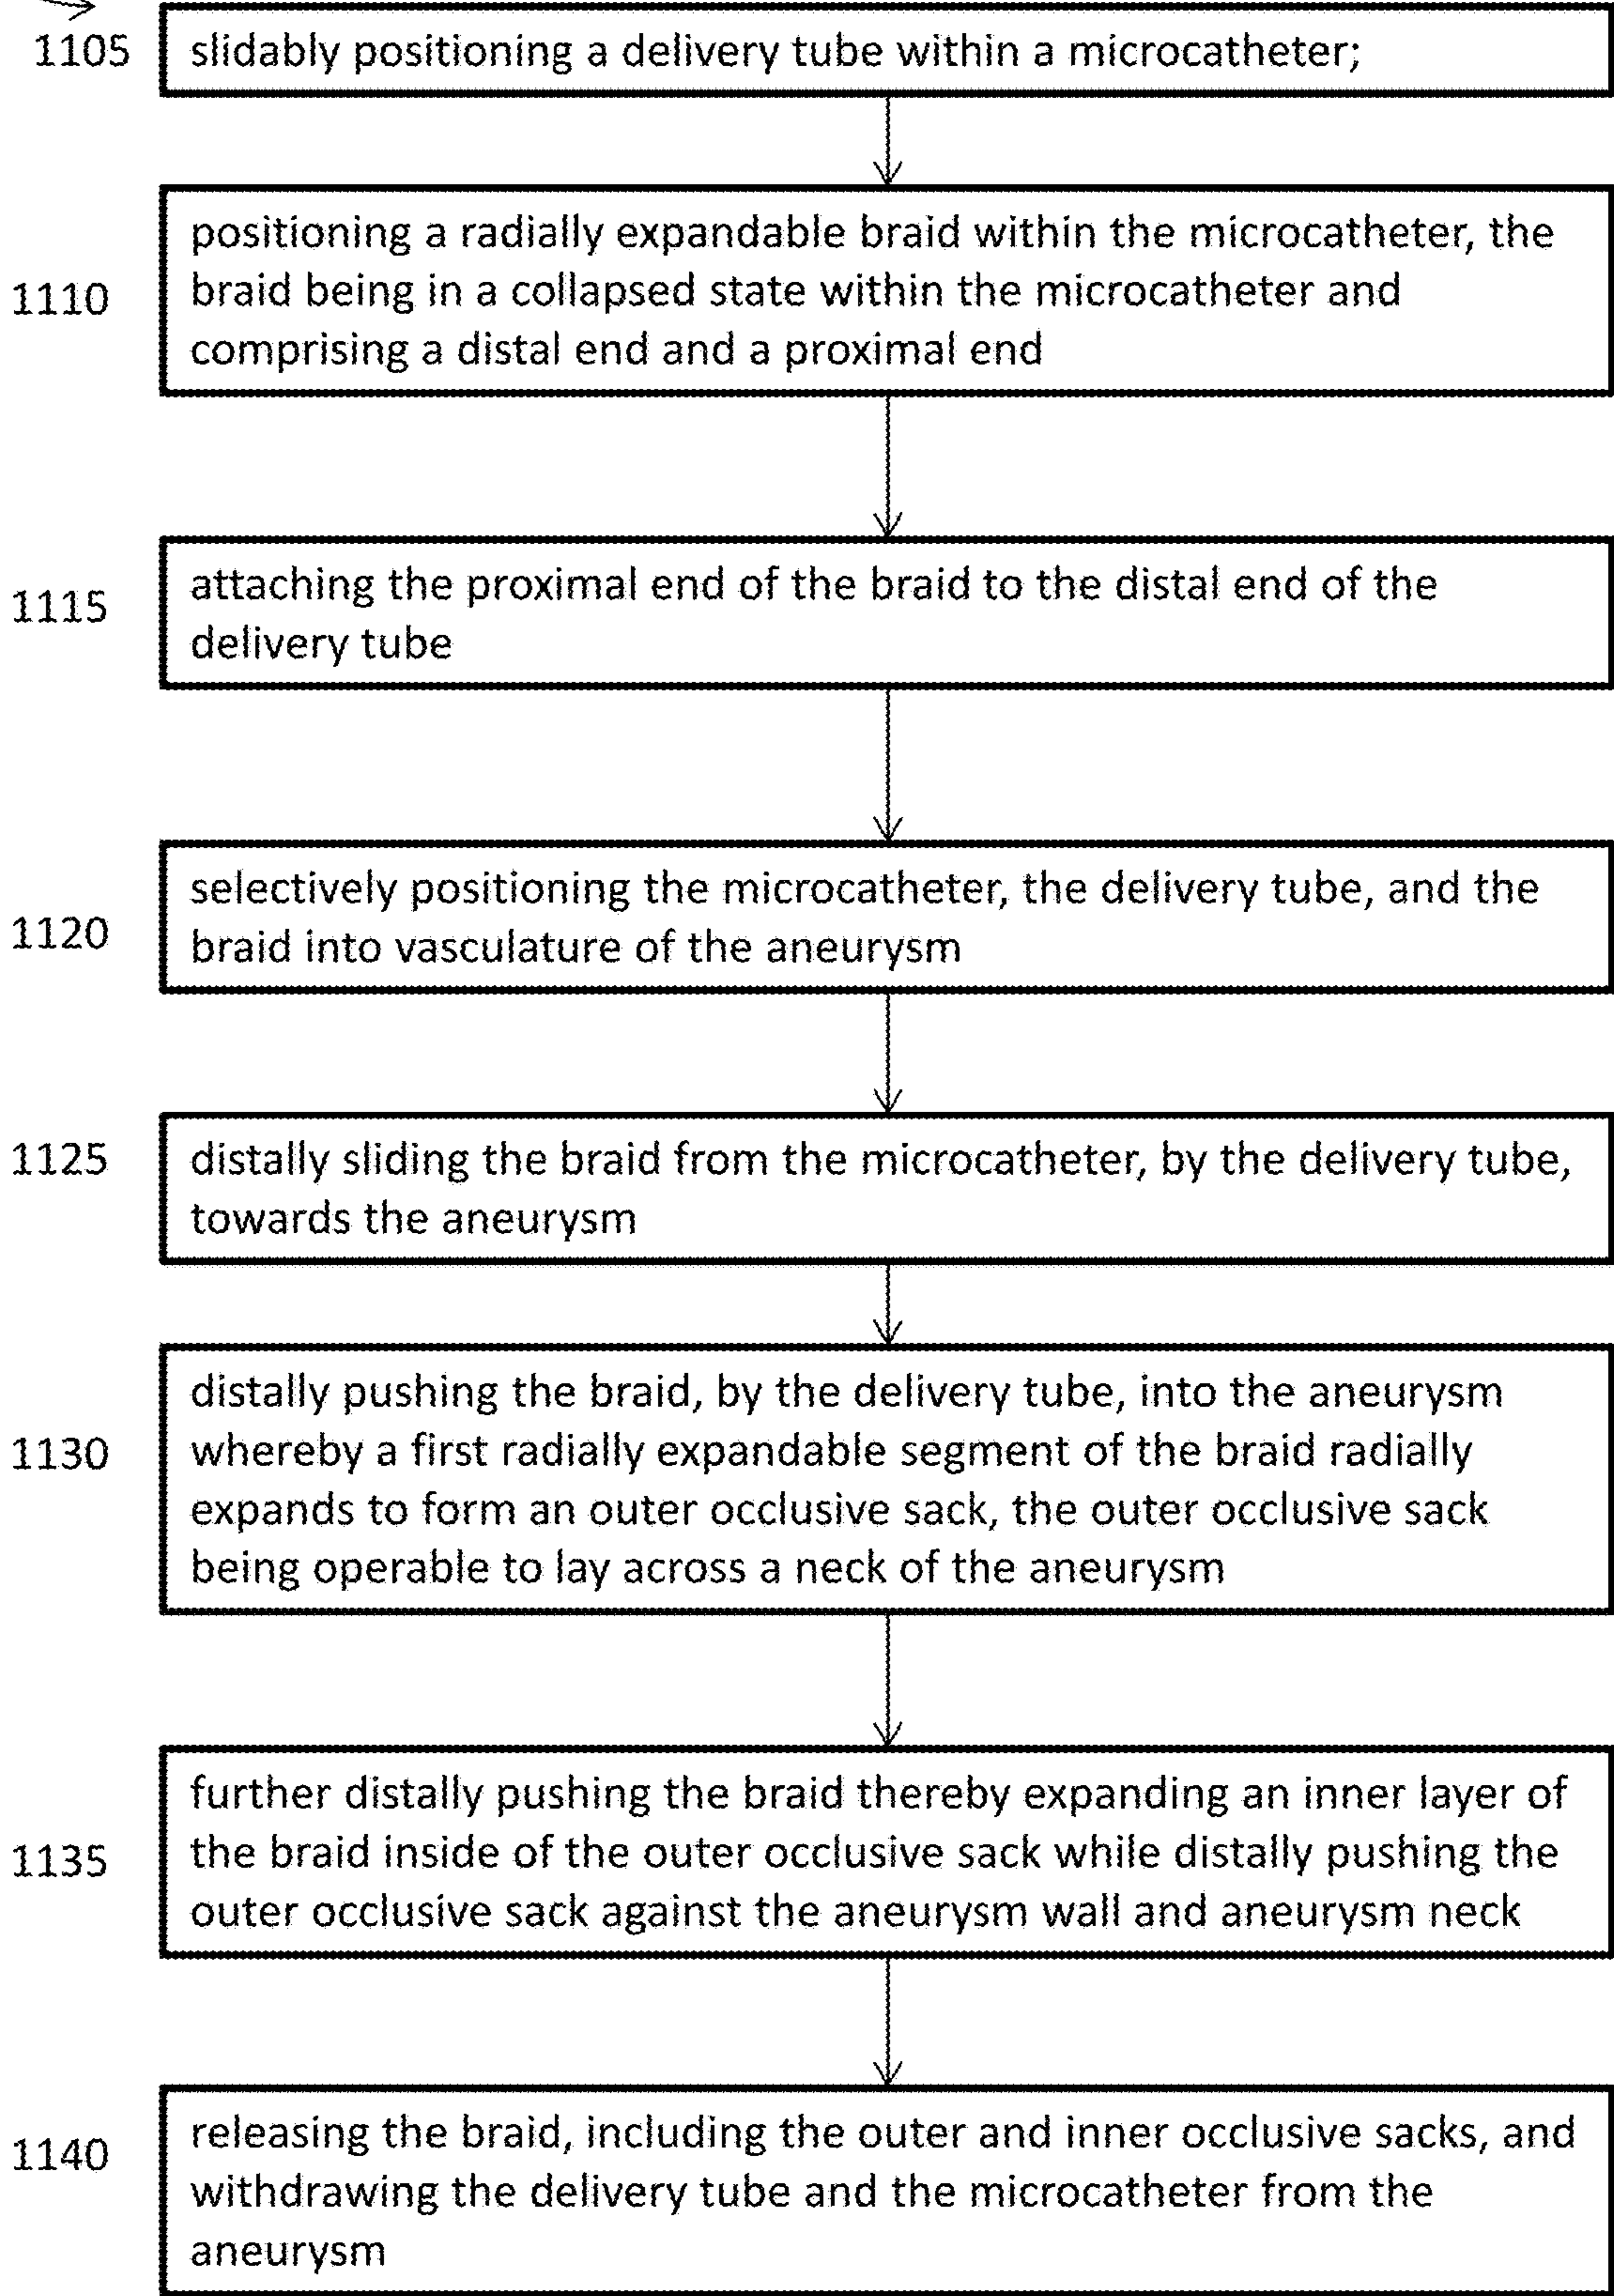 1105
slidably positioning a delivery tube within a microcatheter;
1110
positioning a radially expandable braid within the microcatheter, the
braid being in a collapsed state within the microcatheter and
comprising a distal end and a proximal end
1115
attaching the proximal end of the braid to the distal end of the
delivery tube
1120
selectively positioning the microcatheter, the delivery tube, and the
braid into vasculature of the aneurysm
1125
distally sliding the braid from the microcatheter, by the delivery tube,
towards the aneurysm
1130
distally pushing the braid, by the delivery tube, into the aneurysm
whereby a first radially expandable segment of the braid radially
expands to form an outer occlusive sack, the outer occlusive sack
being operable to lay across a neck of the aneurysm
1135
further distally pushing the braid thereby expanding an inner layer of
the braid inside of the outer occlusive sack while distally pushing the
outer occlusive sack against the aneurysm wall and aneurysm neck
1140
releasing the braid, including the outer and inner occlusive sacks, and
withdrawing the delivery tube and the microcatheter from the
aneurysm